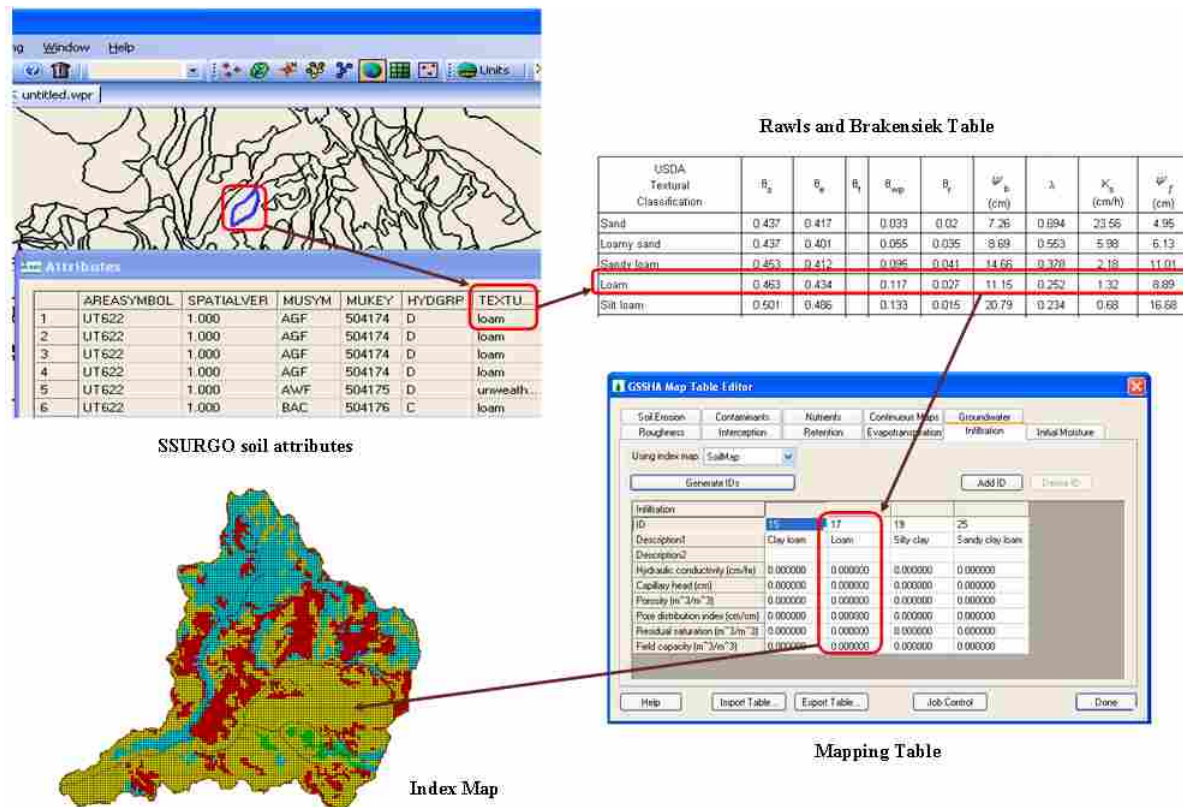 Window Help
Units
untitled.wpr
Attributes
AREASYMBOL SPATIALVER MUSYM MUKEY HYDGRP TEXTU...
1 UT622 1.000 AGF 504174 D loam
2 UT622 1.000 AGF 504174 D loam
3 UT622 1.000 AGF 504174 D loam
4 UT622 1.000 AGF 504174 D loam
5 UT622 1.000 AWF 504175 D unweath...
6 UT622 1.000 BAC 504176 C loam
SSURGO soil attributes
Rawls and Brakensiek Table
USDA Textural Classification θs θe θf θwp θr Ψb (cm) λ Ks (cm/h) Ψf (cm)
Sand 0.437 0.417 0.033 0.02 7.26 0.694 23.56 4.95
Loamy sand 0.437 0.401 0.055 0.035 8.69 0.553 5.98 6.13
Sandy loam 0.453 0.412 0.095 0.041 14.66 0.378 2.18 11.01
Loam 0.463 0.434 0.117 0.027 11.15 0.252 1.32 8.89
Silt loam 0.501 0.486 0.133 0.015 20.79 0.234 0.68 16.68
GSSHA Map Table Editor
Soil Erosion Contaminants Nutrients Continuous Maps Groundwater
Roughness Interception Retention Evapotranspiration Infiltration Initial Moisture
Using index map SoilMap
Generate IDs Add ID Delete ID
Infiltration
ID 15 17 19 25
Description1 Clay loam Loam Silty clay Sandy clay loam
Description2
Hydraulic conductivity (cm/hr) 0.000000 0.000000 0.000000 0.000000
Capillary head (cm) 0.000000 0.000000 0.000000 0.000000
Porosity (m^3/m^3) 0.000000 0.000000 0.000000 0.000000
Pore distribution index (cm/cm) 0.000000 0.000000 0.000000 0.000000
Residual saturation (m^3/m^3) 0.000000 0.000000 0.000000 0.000000
Field capacity (m^3/m^3) 0.000000 0.000000 0.000000 0.000000
Help Import Table... Export Table... Job Control Done
Mapping Table
Index Map